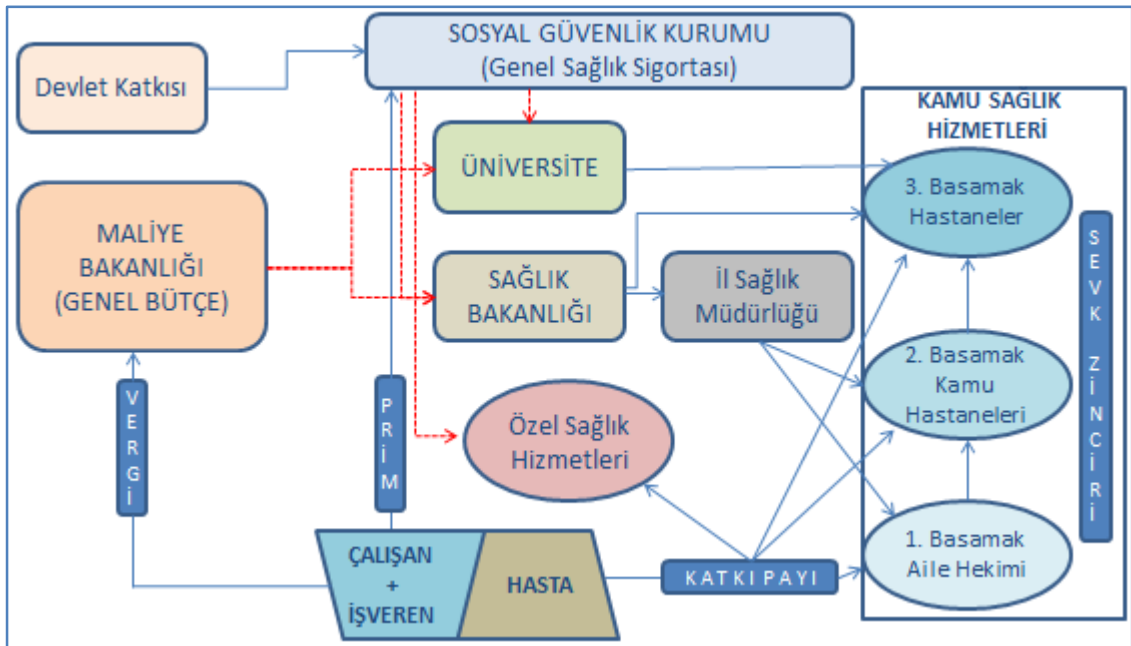 SOSYAL GÜVENLİK KURUMU
(Genel Sağlık Sigortası)
Devlet Katkısı
KAMU SAĞLIK
HİZMETLERİ
ÜNİVERSİTE
3. Basamak
Hastaneler
MALİYE
BAKANLIĞI
(GENEL BÜTÇE)
SAĞLIK
BAKANLIĞI
İl Sağlık
Müdürlüğü
SEVK ZİNCİRİ
2. Basamak
Kamu
Hastaneleri
VERGİ
PRİM
Özel Sağlık
Hizmetleri
1. Basamak
Aile Hekimi
ÇALIŞAN
+
İŞVEREN
HASTA
KATKI PAYI